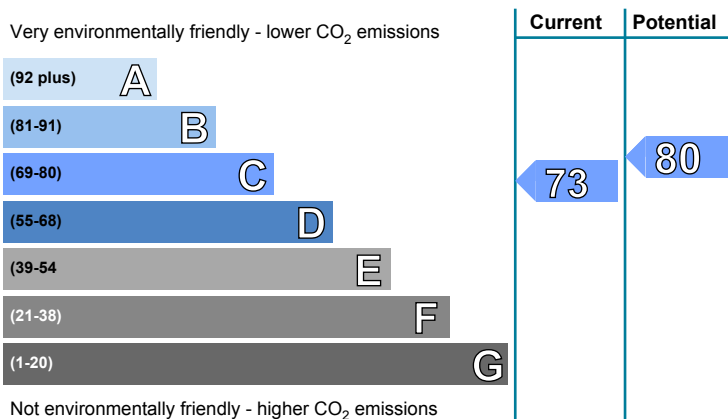 Current Potential
Very environmentally friendly - lower CO₂ emissions
(92 plus) A
(81-91) B
(69-80) C
(55-68) D
(39-54 E
(21-38) F
(1-20) G
73
80
Not environmentally friendly - higher CO₂ emissions